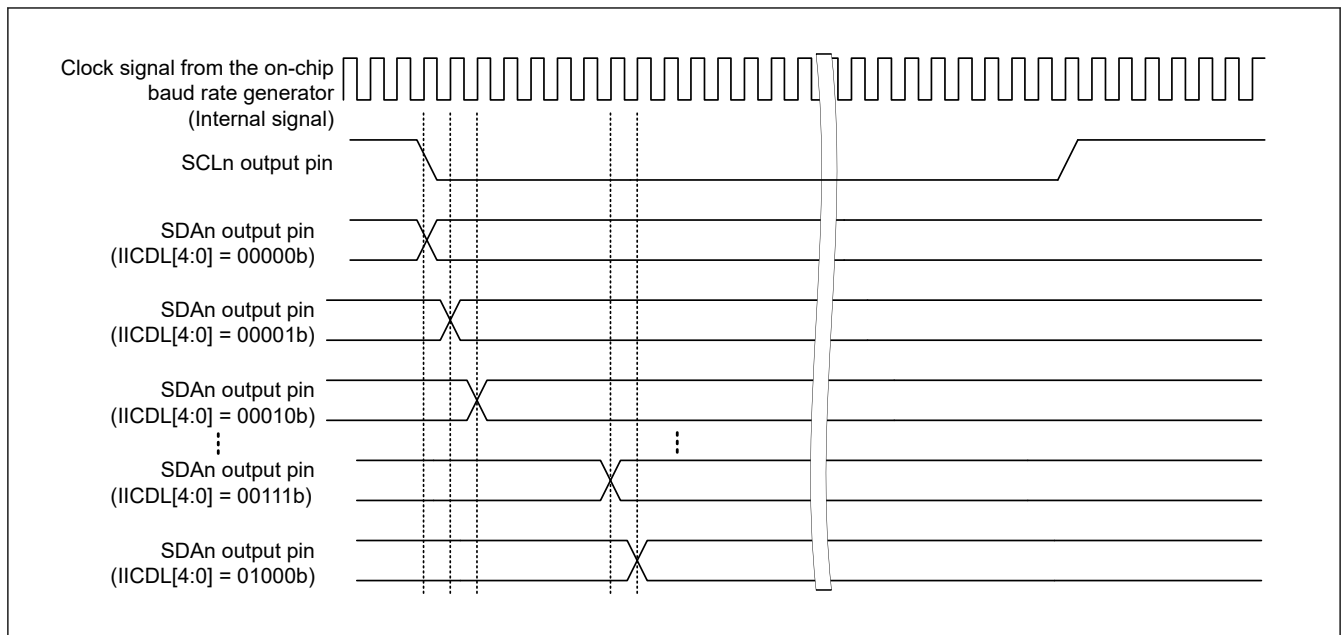 Clock signal from the on-chip
baud rate generator
(Internal signal)
SCLn output pin
SDAn output pin
(IICDL[4:0] = 00000b)
SDAn output pin
(IICDL[4:0] = 00001b)
SDAn output pin
(IICDL[4:0] = 00010b)
SDAn output pin
(IICDL[4:0] = 00111b)
SDAn output pin
(IICDL[4:0] = 01000b)